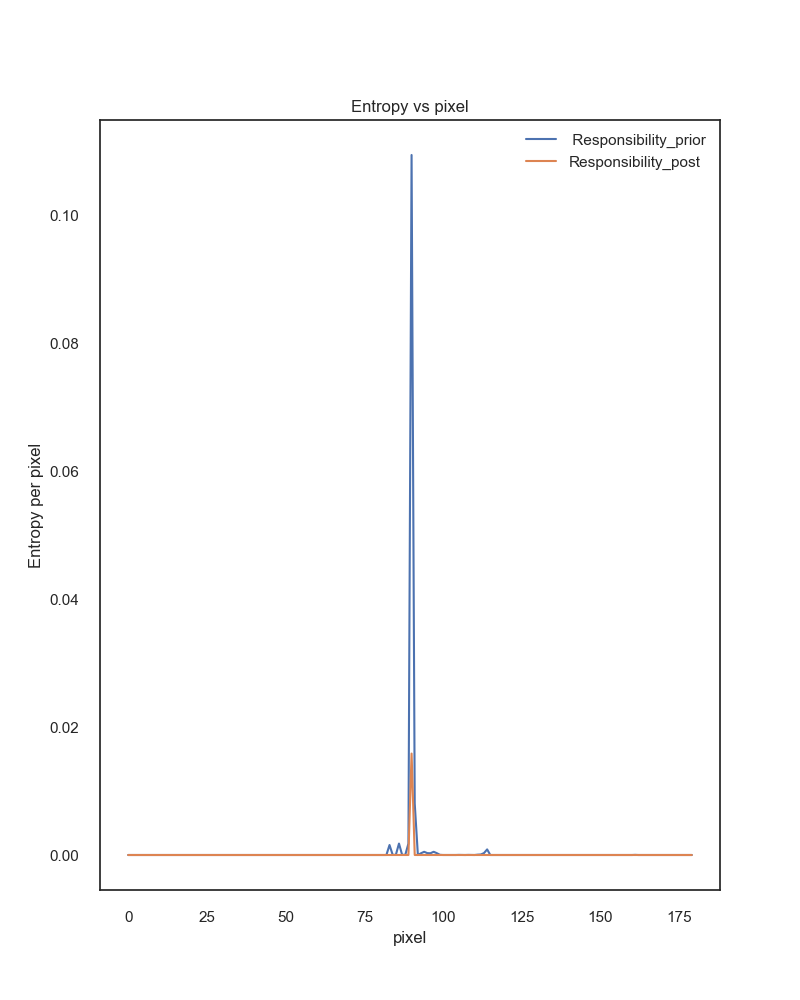 Entropy vs pixel
Responsibility_prior
Responsibility_post
0.10
0.08
0.06
0.04
0.02
0.00
Entropy per pixel
0 25 50 75 100 125 150 175
pixel